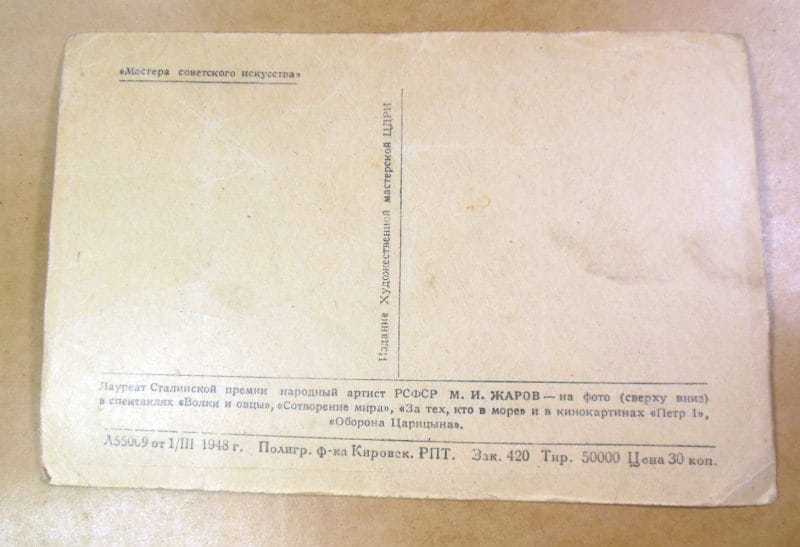 «Мастера советского искусства»
Издание Художественной мастерской ЦДРИ
Лауреат Сталинской премии народный артист РСФСР М. И. ЖАРОВ — на фото (сверху вниз)
в спектаклях «Волки и овцы», «Сотворение мира», «За тех, кто в море» и в кинокартинах «Петр I»,
«Оборона Царицына».
Л55009 от 1/III 1948 г. Полигр. ф-ка Кировск. РПТ. Зак. 420 Тир. 50000 Цена 30 коп.